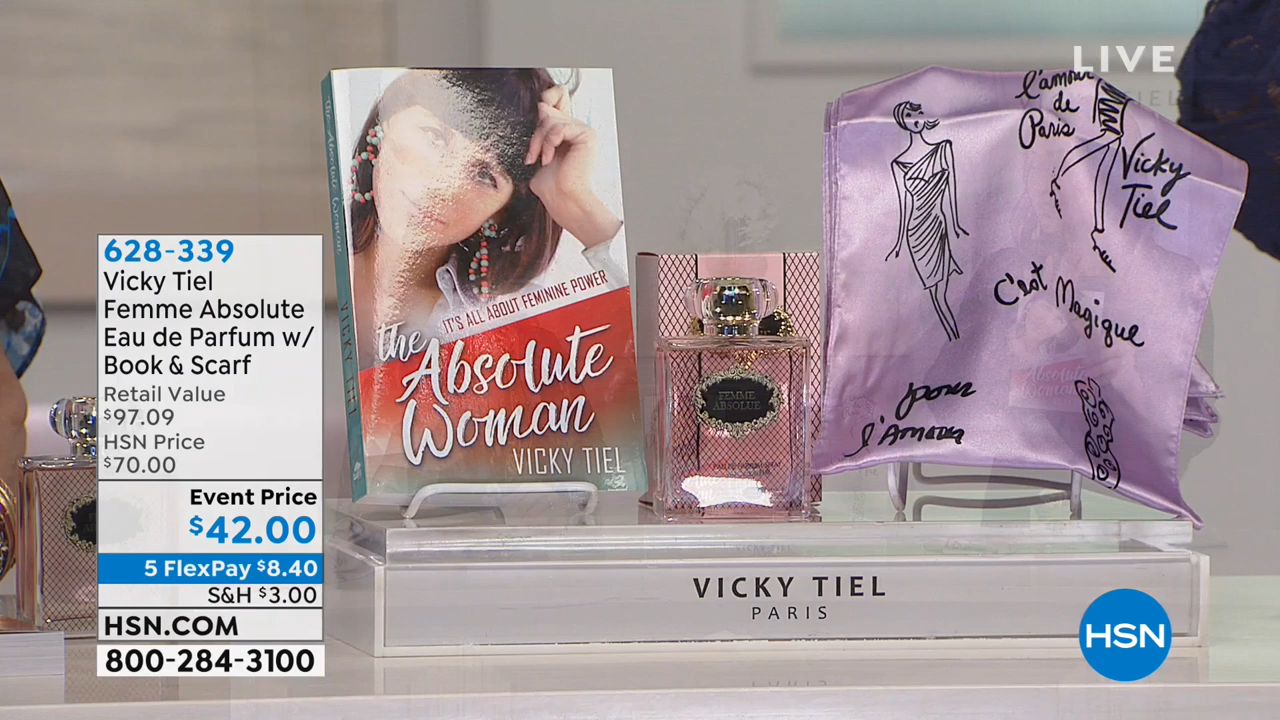 LIVE
628-339
Vicky Tiel
Femme Absolute
Eau de Parfum w/
Book & Scarf
Retail Value
$97.09
HSN Price
$70.00
Event Price
$42.00
5 FlexPay $8.40
S&H $3.00
HSN.COM
800-284-3100
The Absolute Woman
VICKY TIEL
IT'S ALL ABOUT FEMININE POWER
the
Absolute
Woman
VICKY TIEL
FEMME
ABSOLUE
l'amour
de
Paris
Vicky
Tiel
C'est Magique
pour
l'Amour
VICKY TIEL
PARIS
HSN